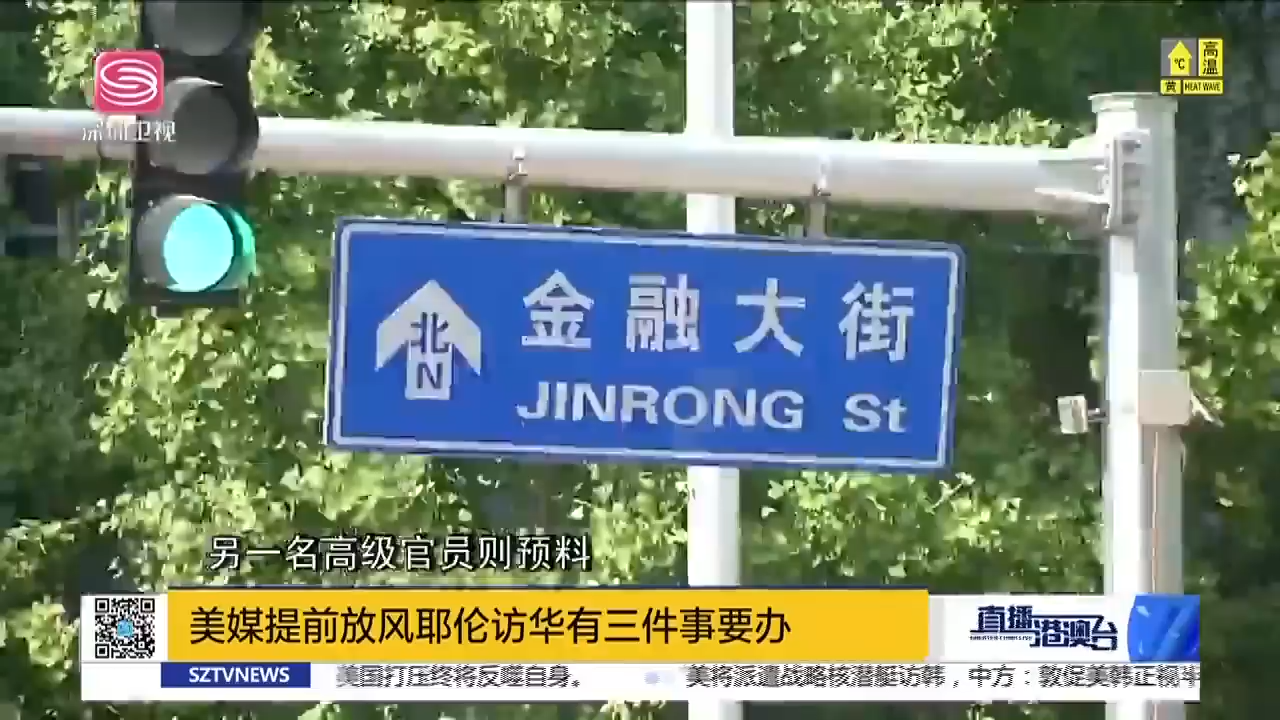 深圳卫视
℃
高温
黄 HEAT WAVE
北
N
金融大街
JINRONG St
另一名高级官员则预料
美媒提前放风耶伦访华有三件事要办
直播港澳台
SZTVNEWS
美国打压终将反噬自身。 美将派遣战略核潜艇访韩，中方：敦促美韩正视半